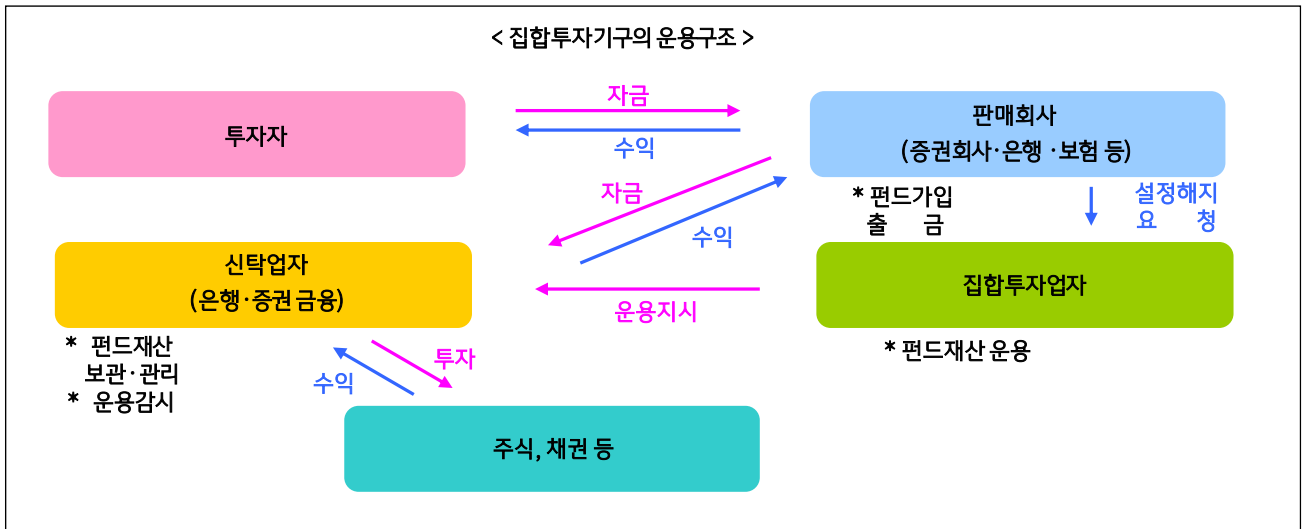 < 집합투자기구의 운용구조 >
자금
투자자
수익
판매회사
(증권회사·은행 ·보험 등)
자금
수익
* 펀드가입
출 금
설정해지
요 청
신탁업자
(은행·증권 금융)
운용지시
집합투자업자
* 펀드재산
보관·관리
* 운용감시
* 펀드재산 운용
투자
수익
주식, 채권 등